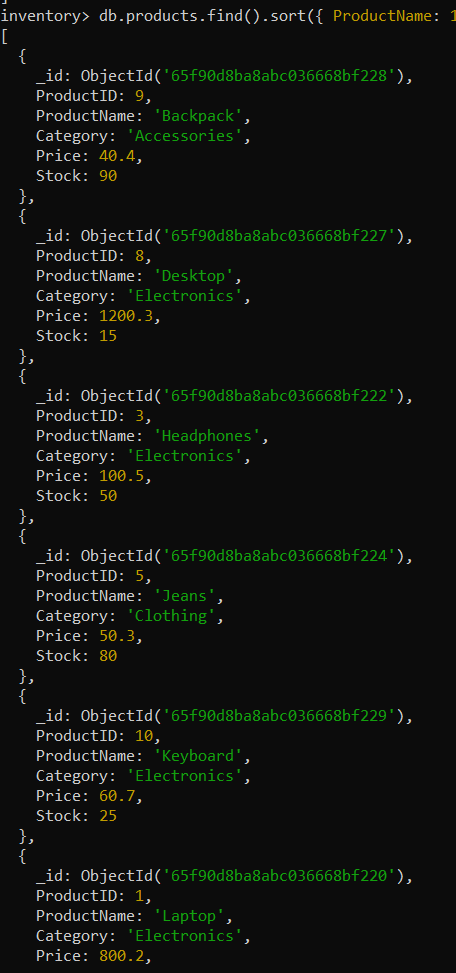 inventory> db.products.find().sort({ ProductName: 1
[
  {
    _id: ObjectId('65f90d8ba8abc036668bf228'),
    ProductID: 9,
    ProductName: 'Backpack',
    Category: 'Accessories',
    Price: 40.4,
    Stock: 90
  },
  {
    _id: ObjectId('65f90d8ba8abc036668bf227'),
    ProductID: 8,
    ProductName: 'Desktop',
    Category: 'Electronics',
    Price: 1200.3,
    Stock: 15
  },
  {
    _id: ObjectId('65f90d8ba8abc036668bf222'),
    ProductID: 3,
    ProductName: 'Headphones',
    Category: 'Electronics',
    Price: 100.5,
    Stock: 50
  },
  {
    _id: ObjectId('65f90d8ba8abc036668bf224'),
    ProductID: 5,
    ProductName: 'Jeans',
    Category: 'Clothing',
    Price: 50.3,
    Stock: 80
  },
  {
    _id: ObjectId('65f90d8ba8abc036668bf229'),
    ProductID: 10,
    ProductName: 'Keyboard',
    Category: 'Electronics',
    Price: 60.7,
    Stock: 25
  },
  {
    _id: ObjectId('65f90d8ba8abc036668bf220'),
    ProductID: 1,
    ProductName: 'Laptop',
    Category: 'Electronics',
    Price: 800.2,